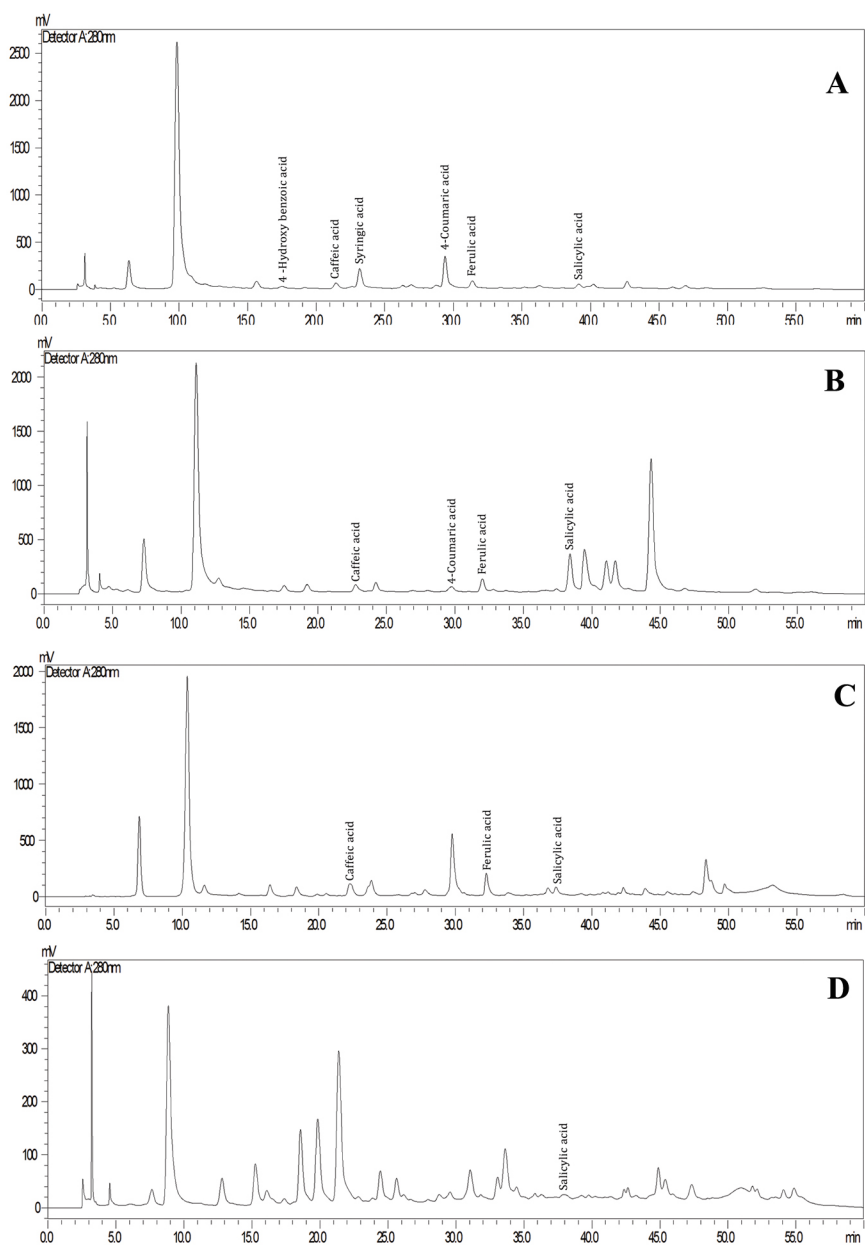 mV
Detector A:280nm
A
2500
2000
1500
1000
500
0
4 -Hydroxy benzoic acid
Caffeic acid
Syringic acid
4-Coumaric acid
Ferulic acid
Salicylic acid
0.0 5.0 10.0 15.0 20.0 25.0 30.0 35.0 40.0 45.0 50.0 55.0 min
mV
Detector A:280nm
B
2000
1500
1000
500
0
Caffeic acid
4-Coumaric acid
Ferulic acid
Salicylic acid
0.0 5.0 10.0 15.0 20.0 25.0 30.0 35.0 40.0 45.0 50.0 55.0 min
mV
Detector A:280nm
C
2000
1500
1000
500
0
Caffeic acid
Ferulic acid
Salicylic acid
0.0 5.0 10.0 15.0 20.0 25.0 30.0 35.0 40.0 45.0 50.0 55.0 min
mV
Detector A:280nm
D
400
300
200
100
0
Salicylic acid
0.0 5.0 10.0 15.0 20.0 25.0 30.0 35.0 40.0 45.0 50.0 55.0 min